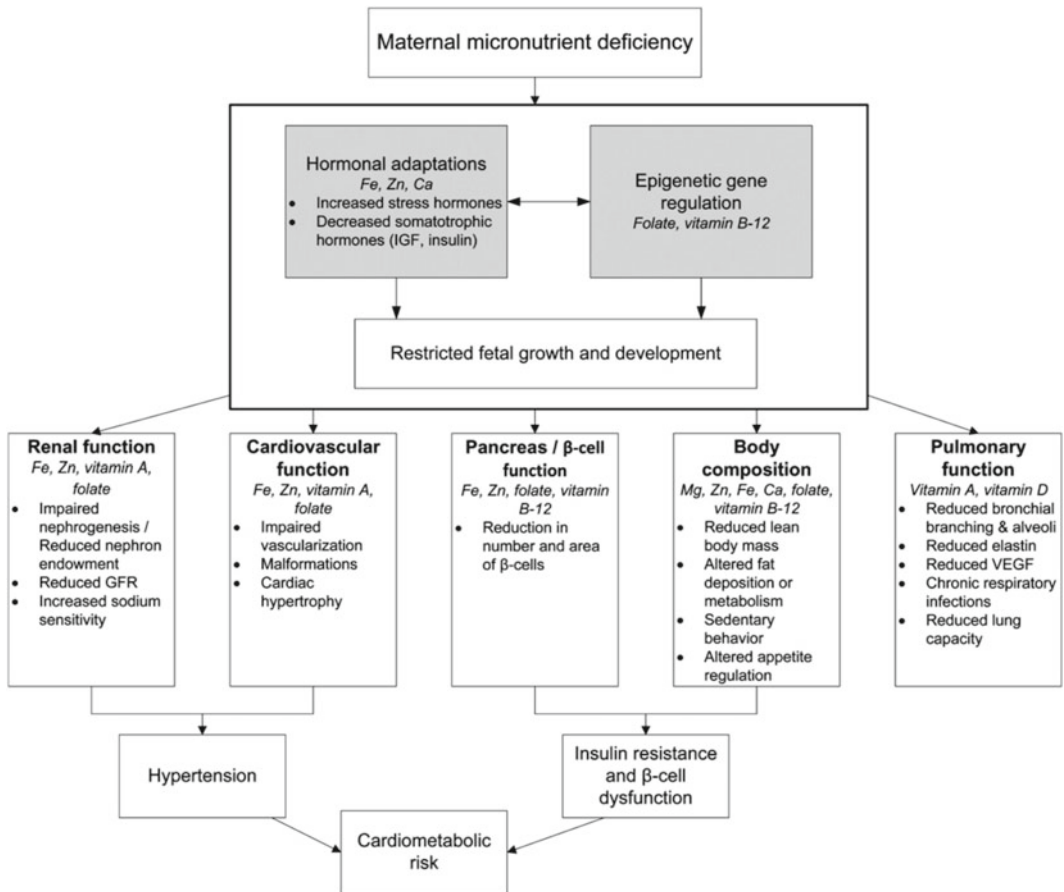 Maternal micronutrient deficiency
Hormonal adaptations
Fe, Zn, Ca
• Increased stress hormones
• Decreased somatotrophic
hormones (IGF, insulin)
Epigenetic gene
regulation
Folate, vitamin B-12
Restricted fetal growth and development
Renal function
Fe, Zn, vitamin A,
folate
• Impaired
nephrogenesis /
Reduced nephron
endowment
• Reduced GFR
• Increased sodium
sensitivity
Cardiovascular
function
Fe, Zn, vitamin A,
folate
• Impaired
vascularization
• Malformations
• Cardiac
hypertrophy
Pancreas / β-cell
function
Fe, Zn, folate, vitamin
B-12
• Reduction in
number and area
of β-cells
Body
composition
Mg, Zn, Fe, Ca, folate,
vitamin B-12
• Reduced lean
body mass
• Altered fat
deposition or
metabolism
• Sedentary
behavior
• Altered appetite
regulation
Pulmonary
function
Vitamin A, vitamin D
• Reduced bronchial
branching & alveoli
• Reduced elastin
• Reduced VEGF
• Chronic respiratory
infections
• Reduced lung
capacity
Hypertension
Insulin resistance
and β-cell
dysfunction
Cardiometabolic
risk